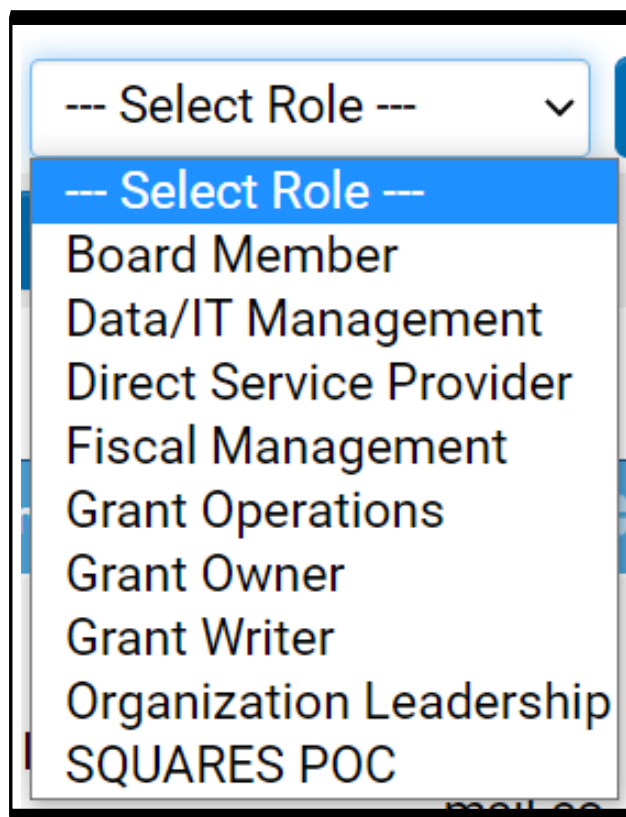 --- Select Role ---
--- Select Role ---
Board Member
Data/IT Management
Direct Service Provider
Fiscal Management
Grant Operations
Grant Owner
Grant Writer
Organization Leadership
SQUARES POC